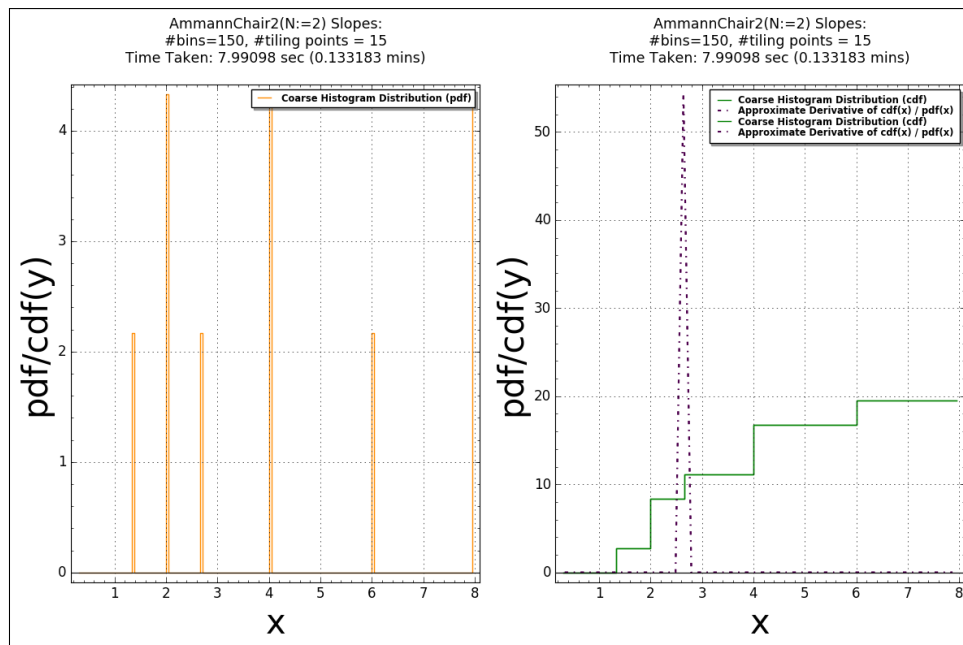 AmmannChair2(N:=2) Slopes:
#bins=150, #tiling points = 15
Time Taken: 7.99098 sec (0.133183 mins)
Coarse Histogram Distribution (pdf)
pdf/cdf(y)
4
3
2
1
0
1 2 3 4 5 6 7 8
x
AmmannChair2(N:=2) Slopes:
#bins=150, #tiling points = 15
Time Taken: 7.99098 sec (0.133183 mins)
Coarse Histogram Distribution (cdf)
Approximate Derivative of cdf(x) / pdf(x)
Coarse Histogram Distribution (cdf)
Approximate Derivative of cdf(x) / pdf(x)
pdf/cdf(y)
50
40
30
20
10
0
1 2 3 4 5 6 7 8
x